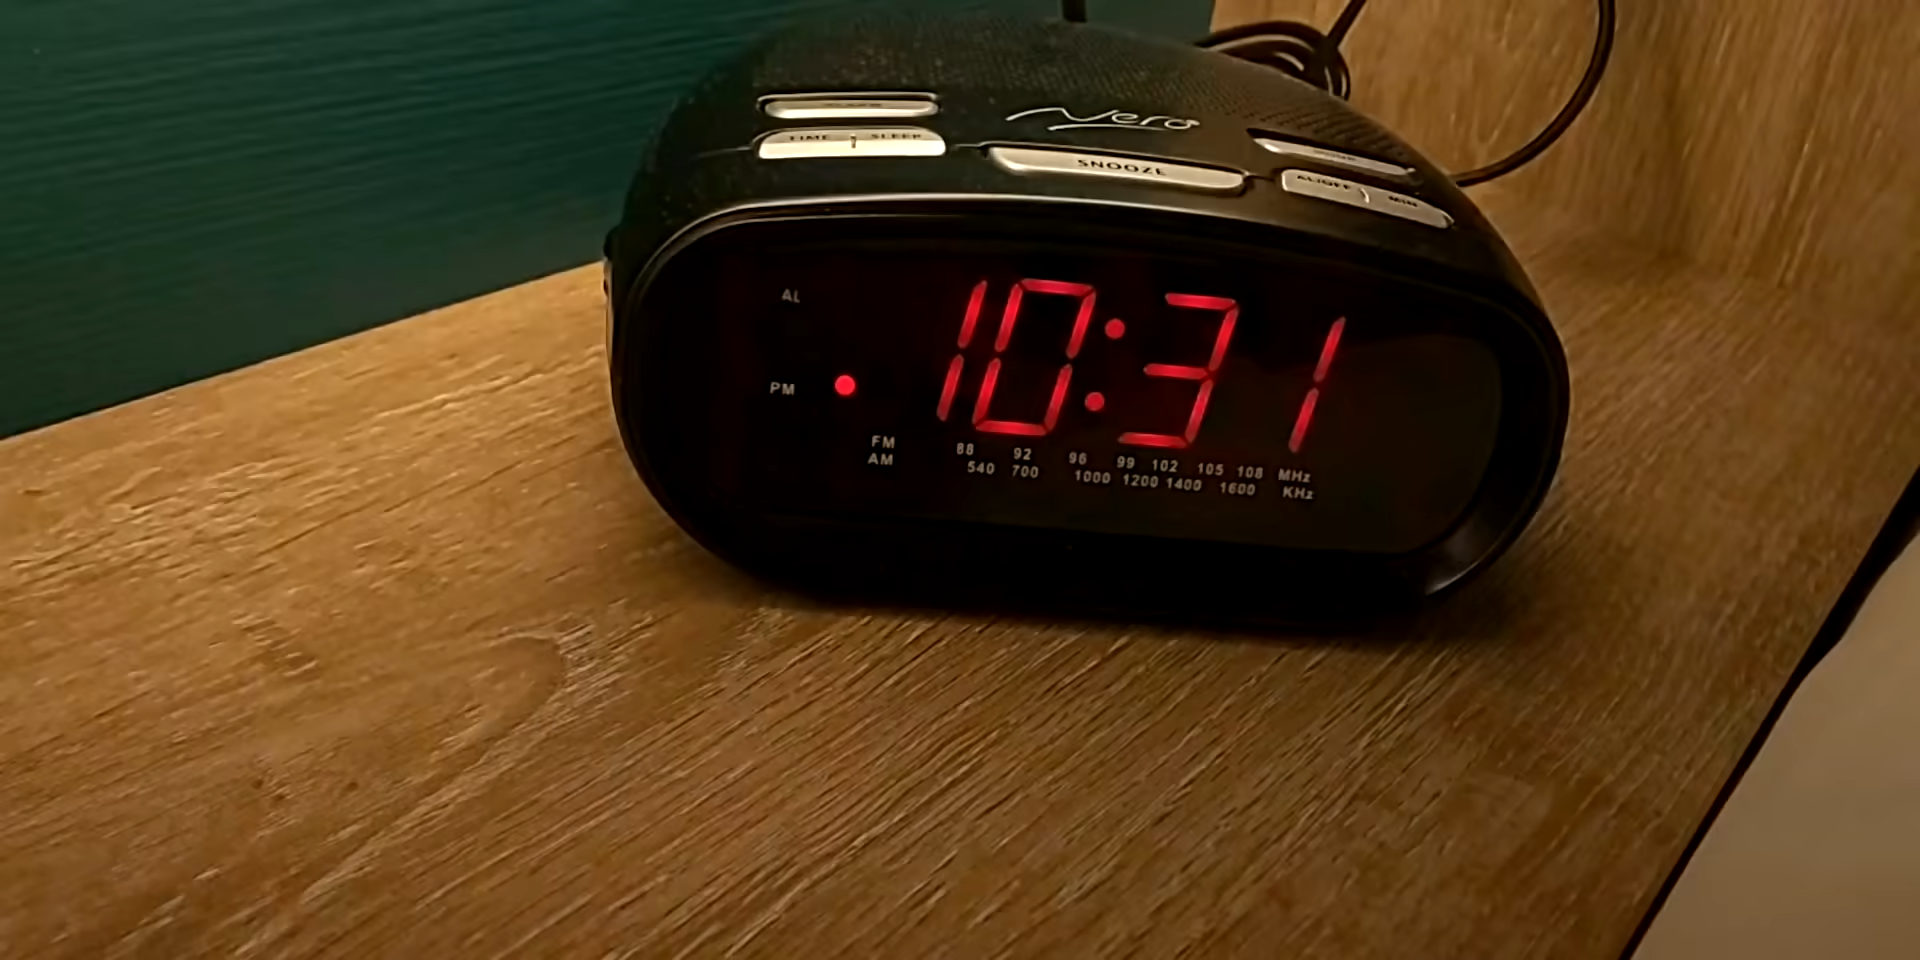 Nero
TIME SLEEP
SNOOZE
AL/OFF MIN
AL
10:31
PM
FM 88 92 96 99 102 105 108 MHz
AM 540 700 1000 1200 1400 1600 KHz